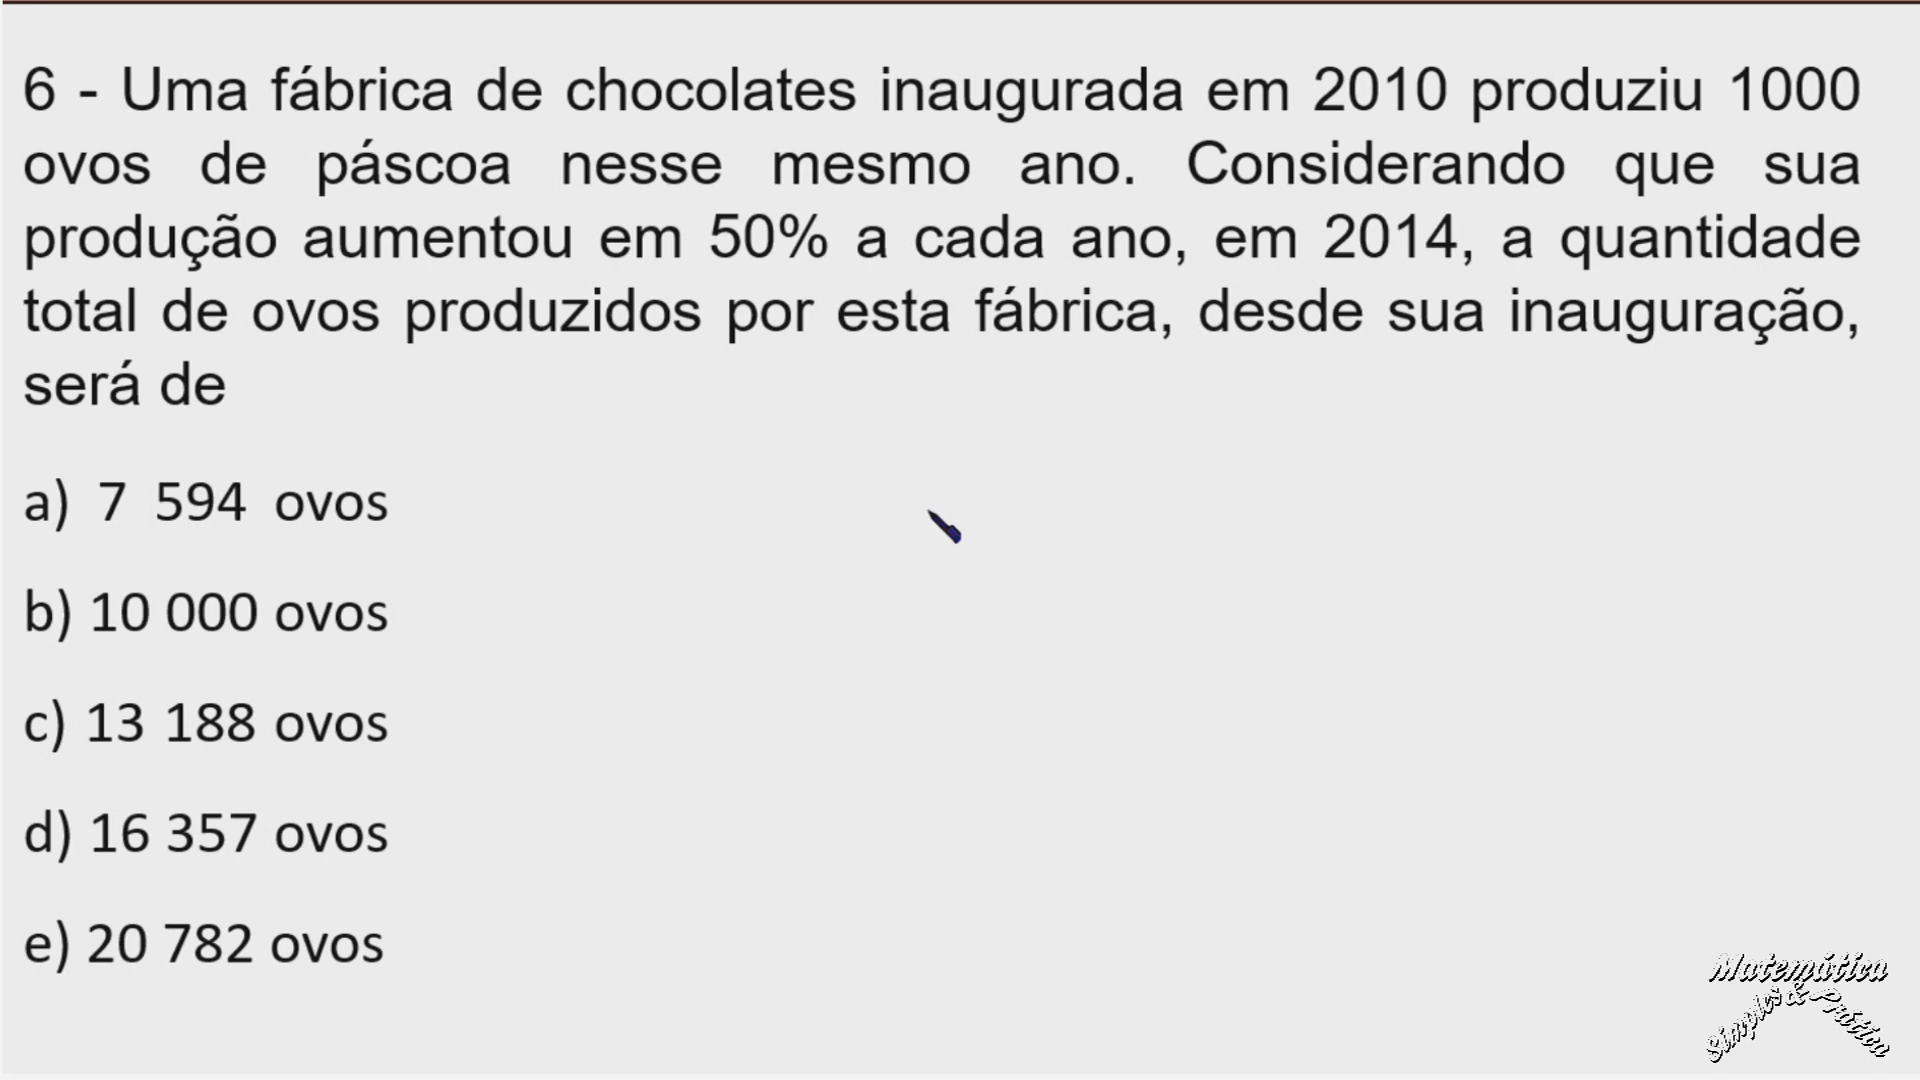 6 - Uma fábrica de chocolates inaugurada em 2010 produziu 1000
ovos de páscoa nesse mesmo ano. Considerando que sua
produção aumentou em 50% a cada ano, em 2014, a quantidade
total de ovos produzidos por esta fábrica, desde sua inauguração,
será de
a) 7 594 ovos
b) 10 000 ovos
c) 13 188 ovos
d) 16 357 ovos
e) 20 782 ovos
Matemática
Simples & Prática